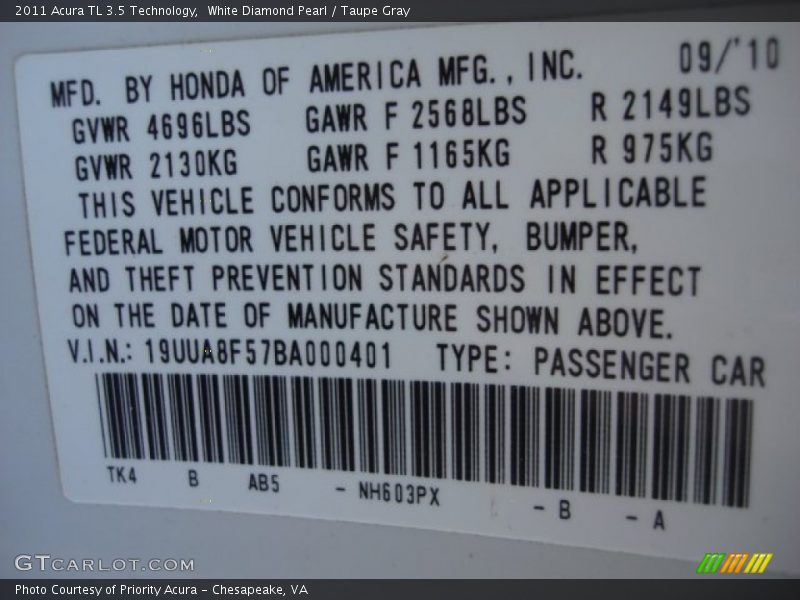 2011 Acura TL 3.5 Technology,  White Diamond Pearl / Taupe Gray
09/'10
MFD. BY HONDA OF AMERICA MFG., INC.
GVWR 4696LBS GAWR F 2568LBS R 2149LBS
GVWR 2130KG GAWR F 1165KG R 975KG
THIS VEHICLE CONFORMS TO ALL APPLICABLE
FEDERAL MOTOR VEHICLE SAFETY, BUMPER,
AND THEFT PREVENTION STANDARDS IN EFFECT
ON THE DATE OF MANUFACTURE SHOWN ABOVE.
V.I.N.: 19UUA8F57BA000401 TYPE: PASSENGER CAR
TK4 B AB5 - NH603PX - B - A
GTCARLOT.COM
Photo Courtesy of Priority Acura - Chesapeake, VA